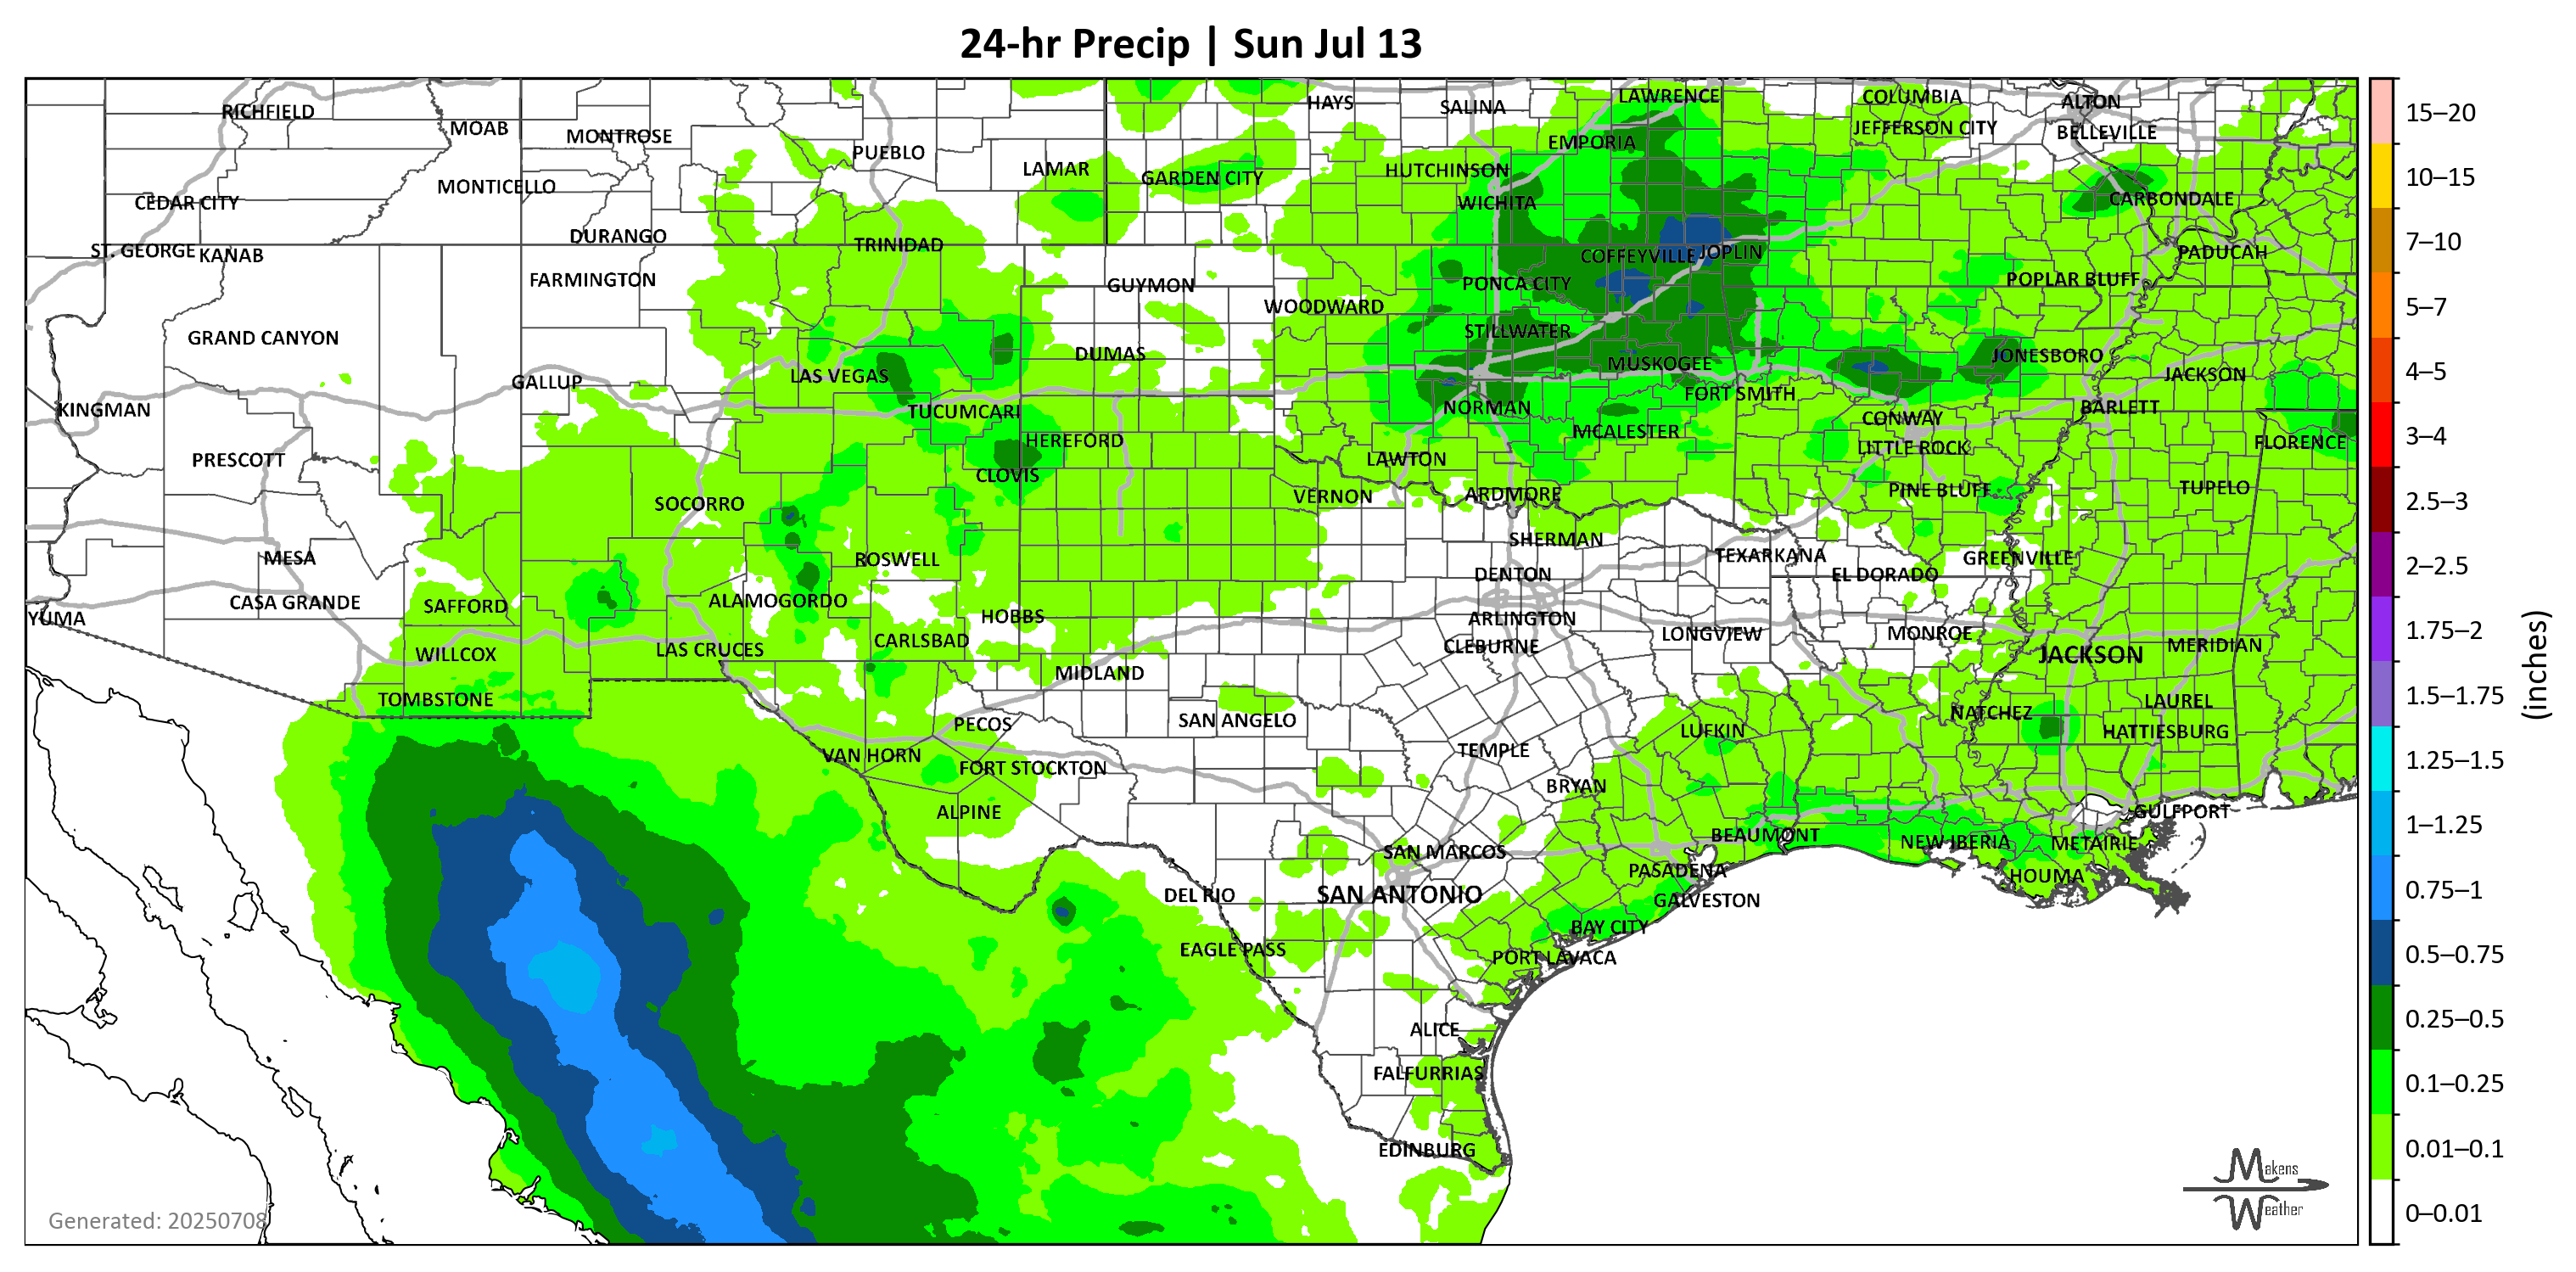 24-hr Precip | Sun Jul 13
RICHFIELD
MOAB
MONTROSE
PUEBLO
LAMAR
HAYS
SALINA
LAWRENCE
COLUMBIA
ALTON
EMPORIA
JEFFERSON CITY
BELLEVILLE
MONTICELLO
GARDEN CITY
HUTCHINSON
CEDAR CITY
WICHITA
CARBONDALE
DURANGO
TRINIDAD
ST. GEORGE
KANAB
COFFEYVILLE
JOPLIN
PADUCAH
FARMINGTON
GUYMON
PONCA CITY
POPLAR BLUFF
WOODWARD
GRAND CANYON
STILLWATER
DUMAS
JONESBORO
GALLUP
LAS VEGAS
MUSKOGEE
JACKSON
KINGMAN
TUCUMCARI
NORMAN
FORT SMITH
BARLETT
CONWAY
HEREFORD
MCALESTER
LITTLE ROCK
FLORENCE
PRESCOTT
CLOVIS
LAWTON
SOCORRO
VERNON
ARDMORE
PINE BLUFF
TUPELO
MESA
ROSWELL
SHERMAN
TEXARKANA
GREENVILLE
DENTON
EL DORADO
YUMA
CASA GRANDE
SAFFORD
ALAMOGORDO
HOBBS
ARLINGTON
WILLCOX
LAS CRUCES
CARLSBAD
CLEBURNE
LONGVIEW
MONROE
JACKSON
MERIDIAN
TOMBSTONE
MIDLAND
LAUREL
PECOS
SAN ANGELO
LUFKIN
NATCHEZ
HATTIESBURG
VAN HORN
FORT STOCKTON
TEMPLE
ALPINE
BRYAN
GULFPORT
SAN MARCOS
BEAUMONT
NEW IBERIA
METAIRIE
DEL RIO
SAN ANTONIO
PASADENA
HOUMA
GALVESTON
EAGLE PASS
BAY CITY
PORT LAVACA
ALICE
FALFURRIAS
EDINBURG
Generated: 20250708
Makens
Weather
15–20
10–15
7–10
5–7
4–5
3–4
2.5–3
2–2.5
1.75–2
1.5–1.75
1.25–1.5
1–1.25
0.75–1
0.5–0.75
0.25–0.5
0.1–0.25
0.01–0.1
0–0.01
(inches)